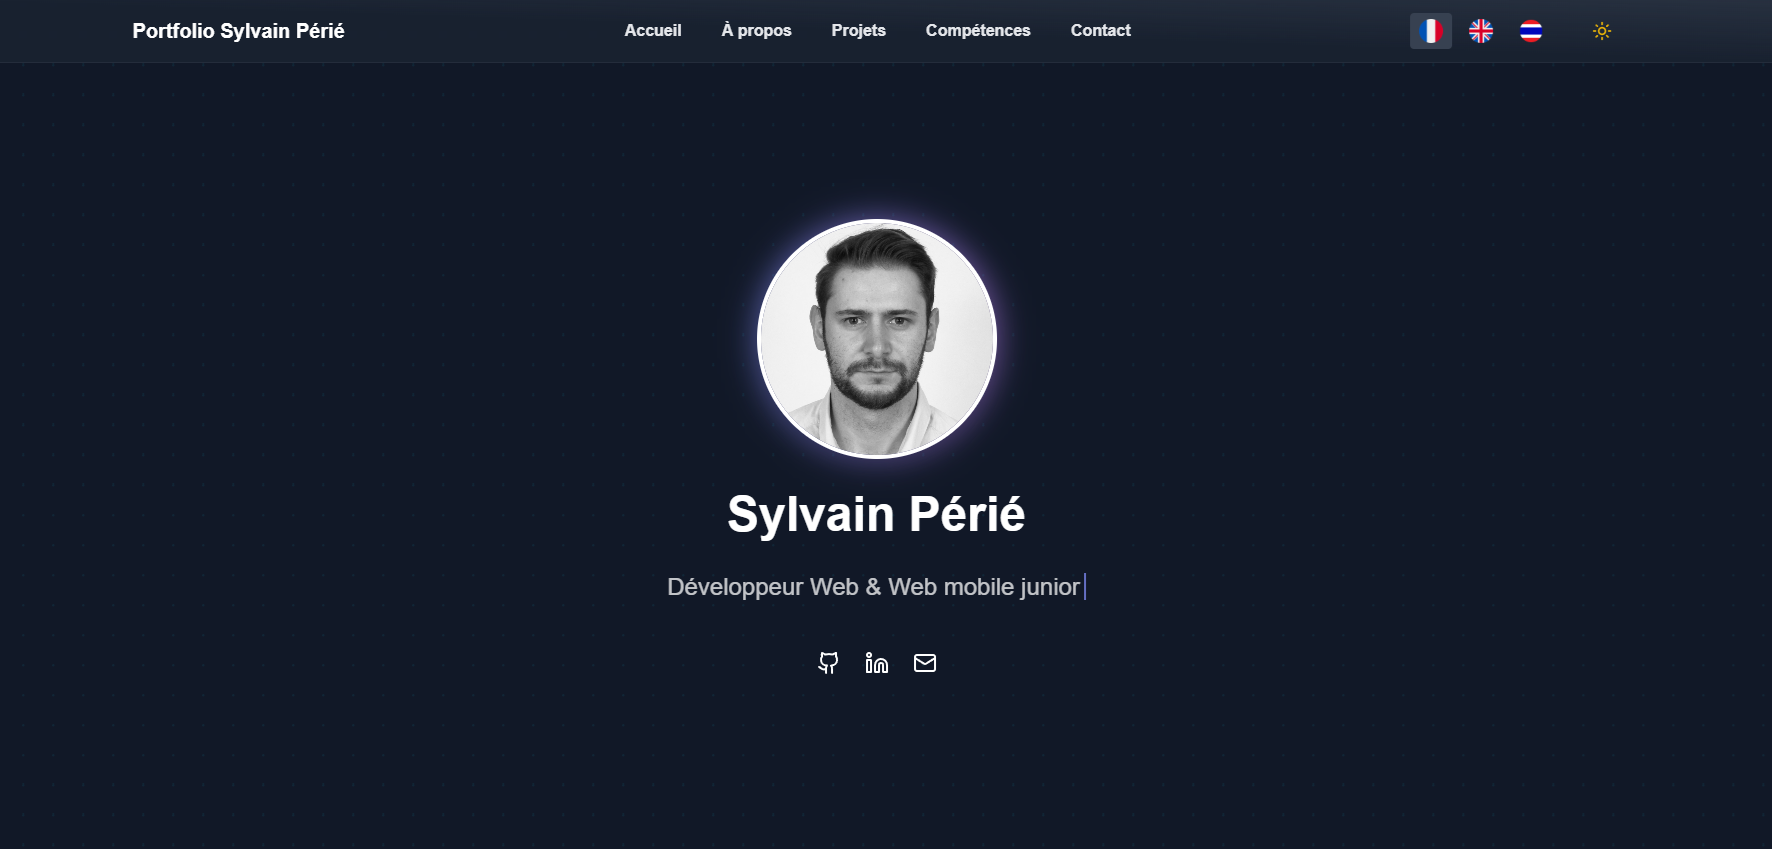 Portfolio Sylvain Périé
Accueil
À propos
Projets
Compétences
Contact
Sylvain Périé
Développeur Web & Web mobile junior